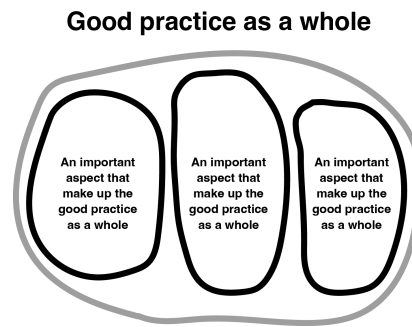 Good practice as a whole
An important
aspect that
make up the
good practice
as a whole
An important
aspect that
make up the
good practice
as a whole
An important
aspect that
make up the
good practice
as a whole